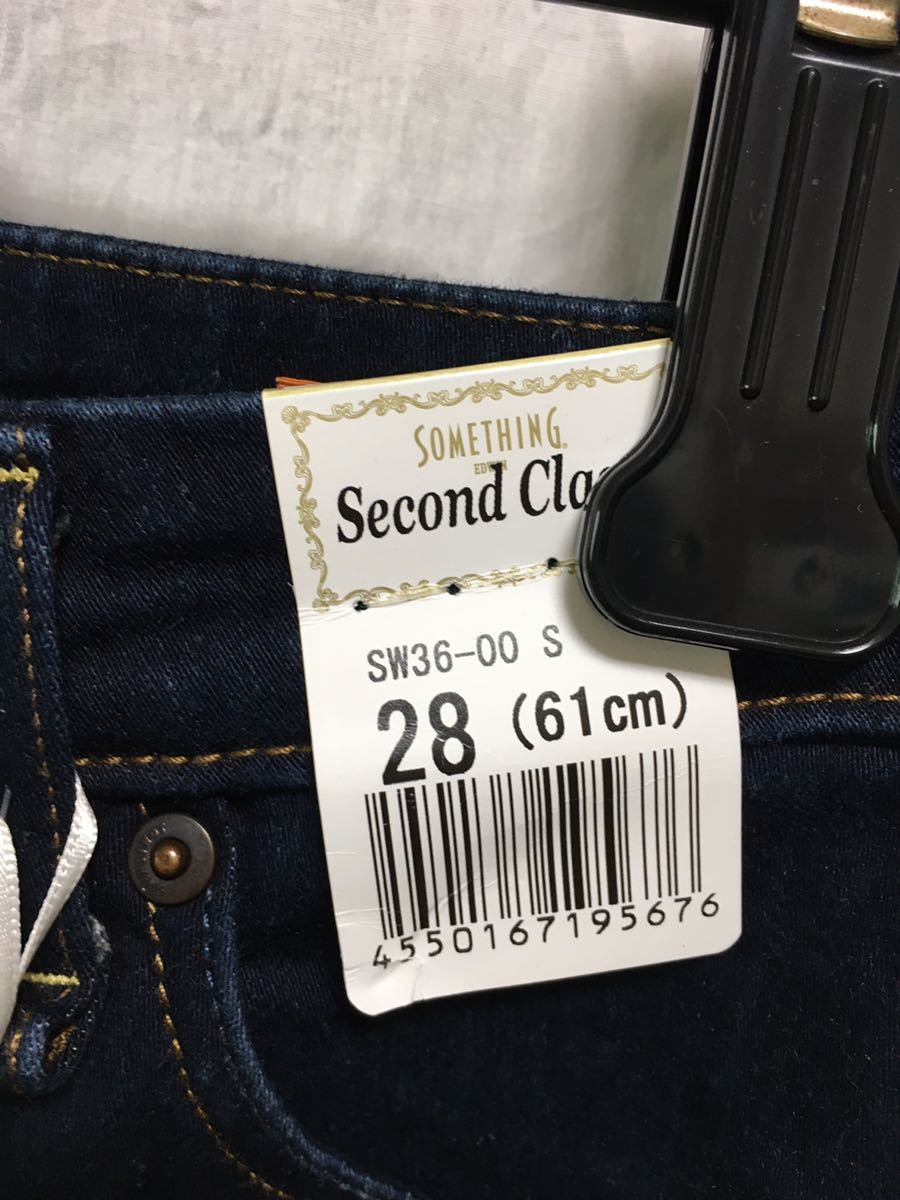 SOMETHING®
EDWIN
Second Cla
SW36-00 S
28 (61cm)
4550167195676